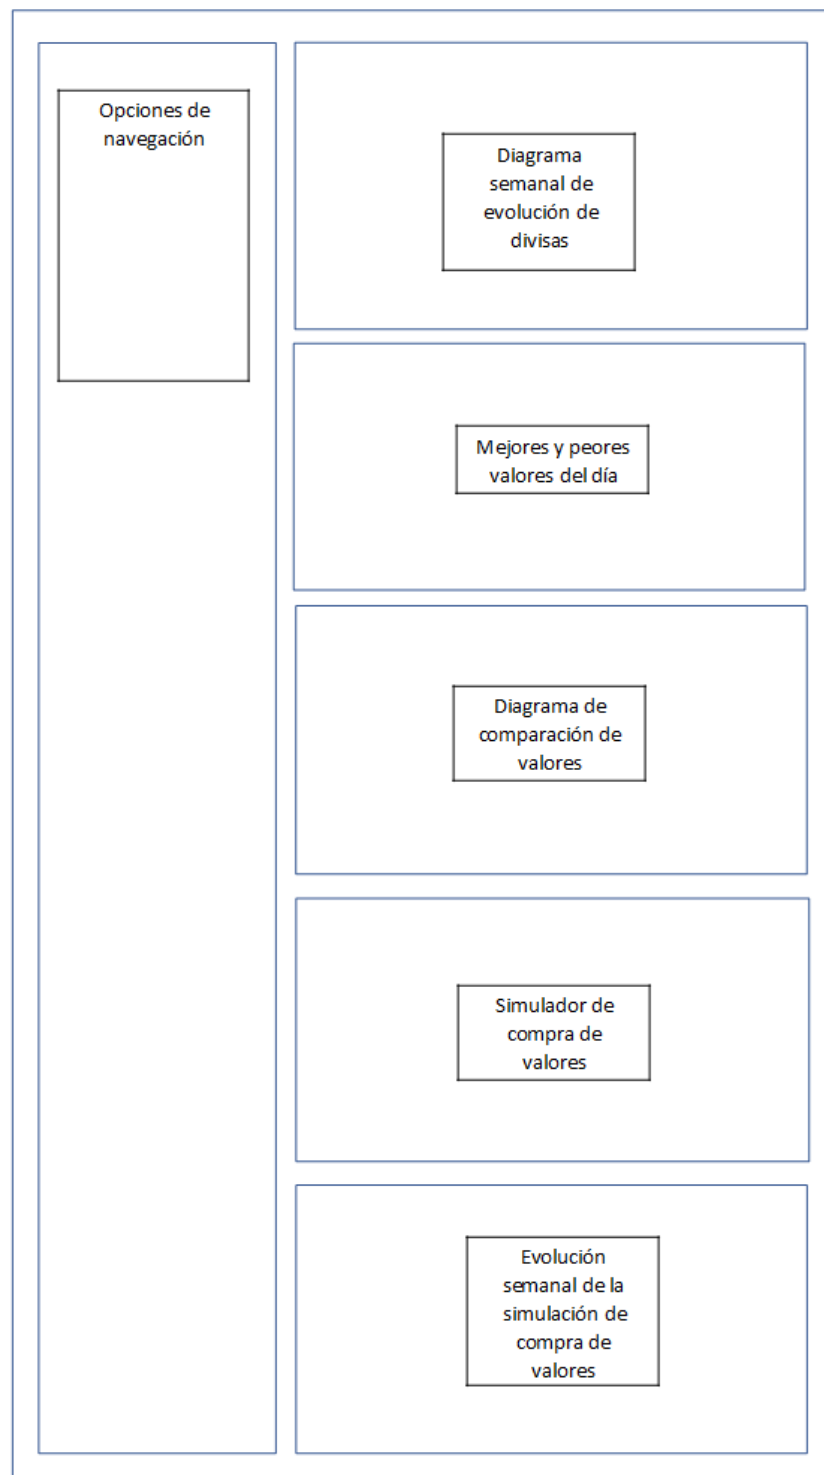 Opciones de
navegación
Diagrama
semanal de
evolución de
divisas
Mejores y peores
valores del día
Diagrama de
comparación de
valores
Simulador de
compra de
valores
Evolución
semanal de la
simulación de
compra de
valores